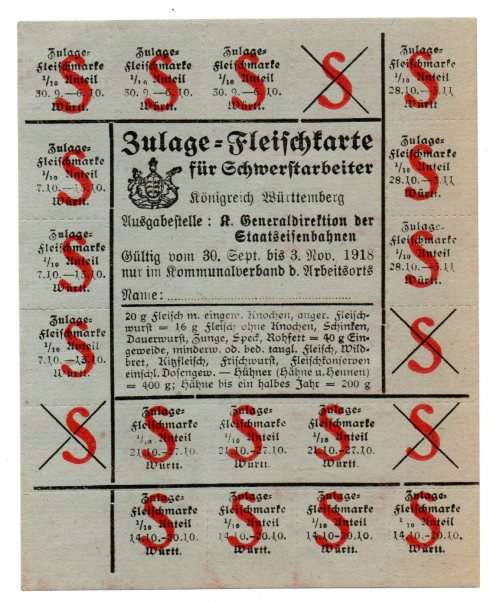 Zulage-
Fleischmarke
1/10 Anteil
30. 9.—6.10.
Württ.
S
Zulage-
Fleischmarke
1/10 Anteil
30. 9.—6.10.
Württ.
S
Zulage-
Fleischmarke
1/10 Anteil
30. 9.—6.10.
Württ.
S
S
Zulage-
Fleischmarke
1/10 Anteil
28.10.—3.11
Württ
S
Zulage-
Fleischmarke
1/10 Anteil
7.10.—13.10.
Württ.
S
Zulage-
Fleischmarke
1/10 Anteil
7.10.—13.10.
Württ.
S
Zulage-
Fleischmarke
1/10 Anteil
7.10.—13.10.
Württ.
S
Zulage-Fleischkarte
für Schwerstarbeiter
Königreich Württemberg
Ausgabestelle: K. Generaldirektion der
Staatseisenbahnen
Gültig vom 30. Sept. bis 3. Nov. 1918
nur im Kommunalverband d. Arbeitsorts
Name:
20 g Fleisch m. eingew. Knochen, anger. Fleisch-
wurst = 16 g Fleisch ohne Knochen, Schinken,
Dauerwurst, Zunge, Speck, Rohfett = 40 g Ein-
geweide, minderw. od. bed. taugl. Fleisch, Wild-
bret, Kitzfleisch, Frischwurst, Fleischkonserven
einschl. Dosengew. — Hühner (Hähne u. Hennen)
= 400 g; Hähne bis ein halbes Jahr = 200 g
Zulage-
Fleischmarke
1/10 Anteil
28.10.—3.11
Württ.
S
Zulage-
Fleischmarke
1/10 Anteil
28.10.—3.11
Württ.
S
S
S
Zulage-
Fleischmarke
1/10 Anteil
21.10.—27.10.
Württ.
S
Zulage-
Fleischmarke
1/10 Anteil
21.10.—27.10.
Württ.
S
Zulage-
Fleischmarke
1/10 Anteil
21.10.—27.10.
Württ.
S
S
Zulage-
Fleischmarke
1/10 Anteil
14.10.—20.10.
Württ.
S
Zulage-
Fleischmarke
1/10 Anteil
14.10.—20.10.
Württ.
S
Zulage-
Fleischmarke
1/10 Anteil
14.10.—20.10.
Württ.
S
Zulage-
Fleischmarke
1/10 Anteil
14.10.—20.10.
Württ.
S